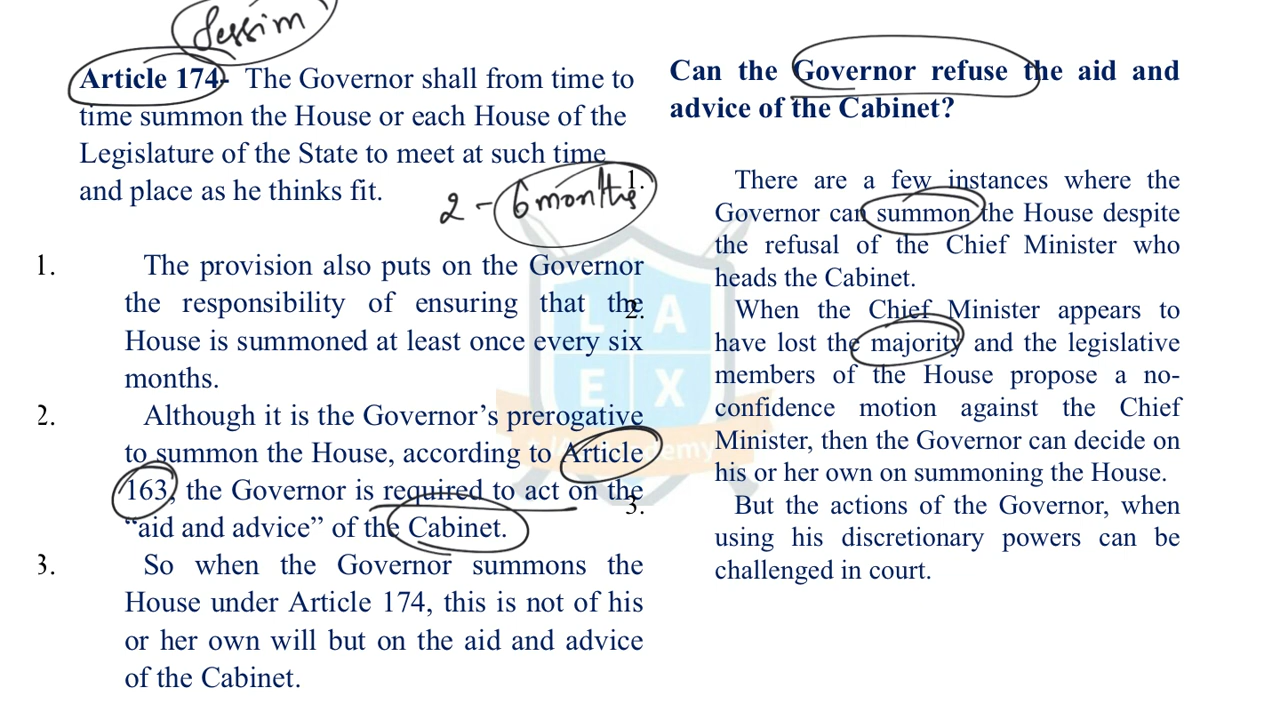 Session
Article 174- The Governor shall from time to
time summon the House or each House of the
Legislature of the State to meet at such time
and place as he thinks fit.
2 - 6 months
1. The provision also puts on the Governor
the responsibility of ensuring that the
House is summoned at least once every six
months.
2. Although it is the Governor’s prerogative
to summon the House, according to Article
163, the Governor is required to act on the
“aid and advice” of the Cabinet.
3. So when the Governor summons the
House under Article 174, this is not of his
or her own will but on the aid and advice
of the Cabinet.
Can the Governor refuse the aid and
advice of the Cabinet?
1. There are a few instances where the
Governor can summon the House despite
the refusal of the Chief Minister who
heads the Cabinet.
2. When the Chief Minister appears to
have lost the majority and the legislative
members of the House propose a no-
confidence motion against the Chief
Minister, then the Governor can decide on
his or her own on summoning the House.
3. But the actions of the Governor, when
using his discretionary powers can be
challenged in court.
L A
E X